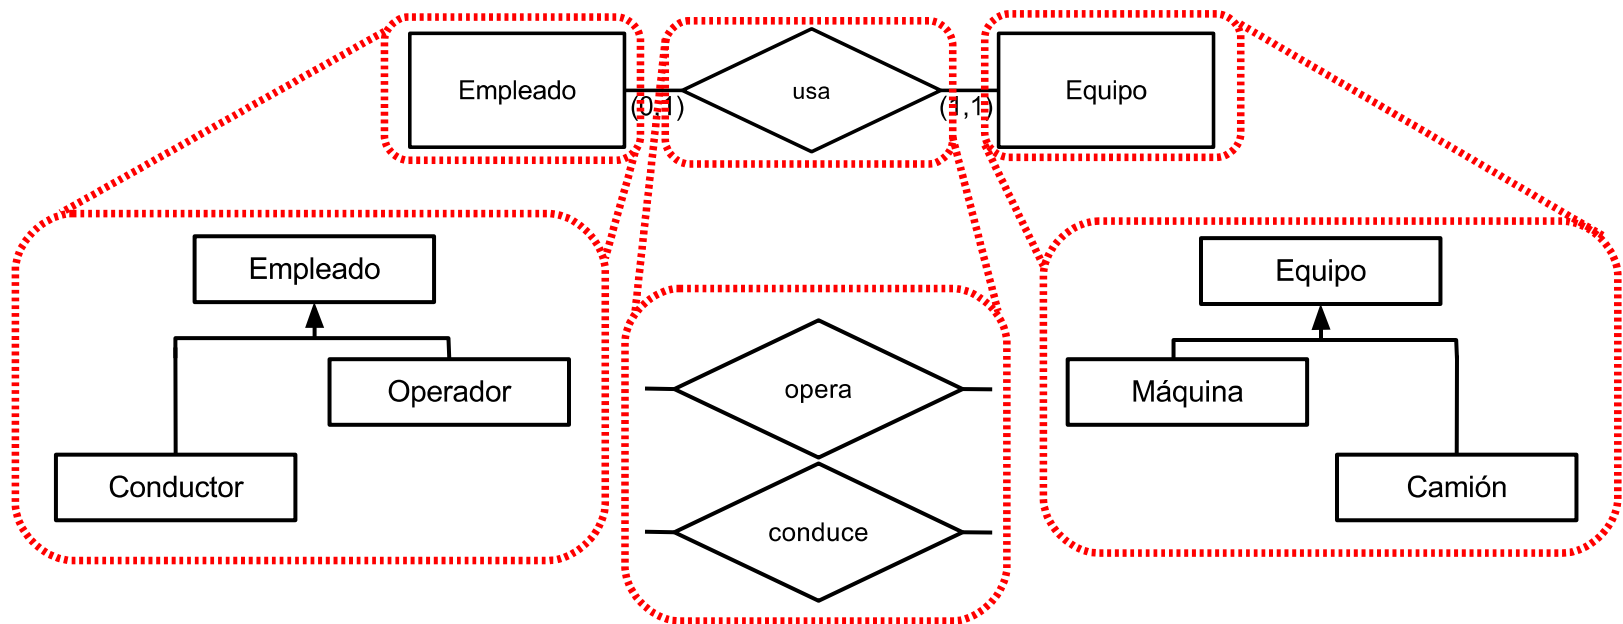 Empleado
(0,1)
usa
(1,1)
Equipo
Empleado
Operador
Conductor
opera
conduce
Equipo
Máquina
Camión